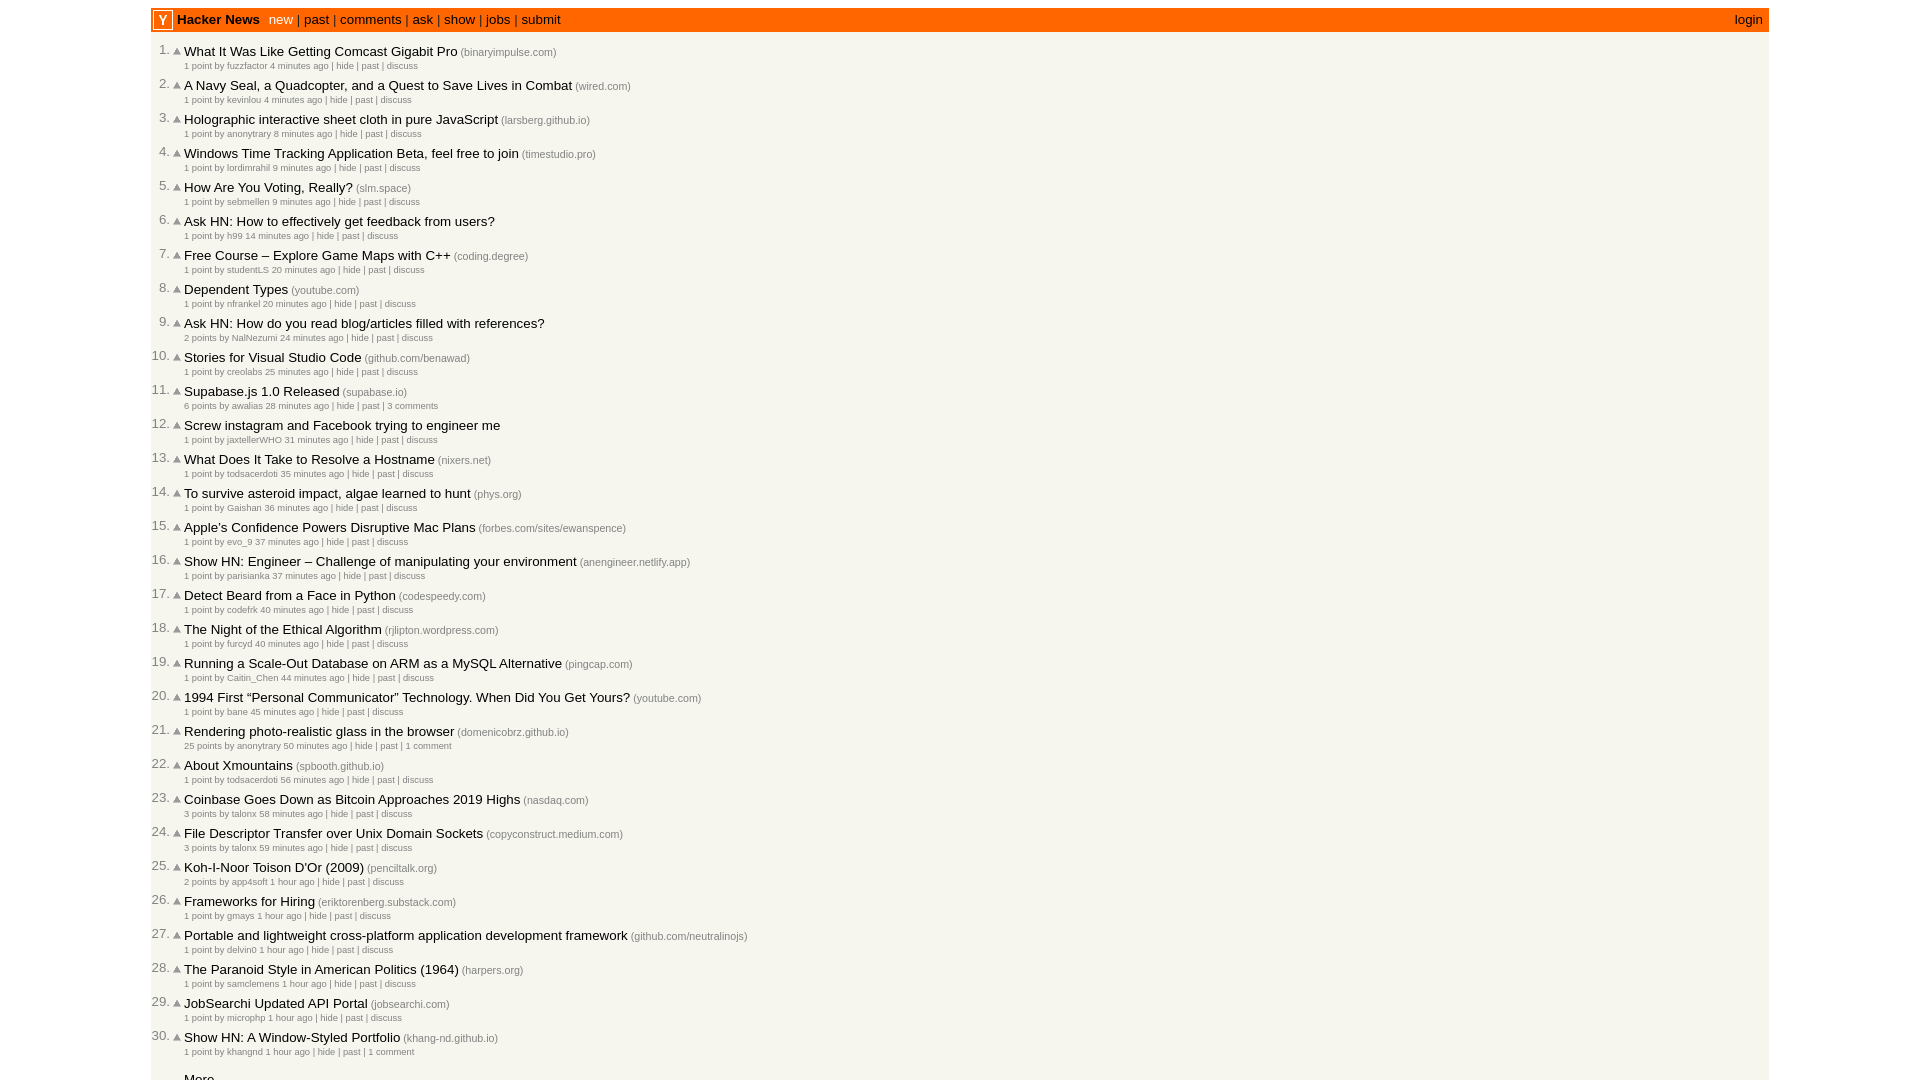 Y Hacker News new | past | comments | ask | show | jobs | submit login
1. What It Was Like Getting Comcast Gigabit Pro (binaryimpulse.com)
1 point by fuzzfactor 4 minutes ago | hide | past | discuss
2. A Navy Seal, a Quadcopter, and a Quest to Save Lives in Combat (wired.com)
1 point by kevinlou 4 minutes ago | hide | past | discuss
3. Holographic interactive sheet cloth in pure JavaScript (larsberg.github.io)
1 point by anonytrary 8 minutes ago | hide | past | discuss
4. Windows Time Tracking Application Beta, feel free to join (timestudio.pro)
1 point by lordimrahil 9 minutes ago | hide | past | discuss
5. How Are You Voting, Really? (slm.space)
1 point by sebmellen 9 minutes ago | hide | past | discuss
6. Ask HN: How to effectively get feedback from users?
1 point by h99 14 minutes ago | hide | past | discuss
7. Free Course – Explore Game Maps with C++ (coding.degree)
1 point by studentLS 20 minutes ago | hide | past | discuss
8. Dependent Types (youtube.com)
1 point by nfrankel 20 minutes ago | hide | past | discuss
9. Ask HN: How do you read blog/articles filled with references?
2 points by NalNezumi 24 minutes ago | hide | past | discuss
10. Stories for Visual Studio Code (github.com/benawad)
1 point by creolabs 25 minutes ago | hide | past | discuss
11. Supabase.js 1.0 Released (supabase.io)
6 points by awalias 28 minutes ago | hide | past | 3 comments
12. Screw instagram and Facebook trying to engineer me
1 point by jaxtellerWHO 31 minutes ago | hide | past | discuss
13. What Does It Take to Resolve a Hostname (nixers.net)
1 point by todsacerdoti 35 minutes ago | hide | past | discuss
14. To survive asteroid impact, algae learned to hunt (phys.org)
1 point by Gaishan 36 minutes ago | hide | past | discuss
15. Apple’s Confidence Powers Disruptive Mac Plans (forbes.com/sites/ewanspence)
1 point by evo_9 37 minutes ago | hide | past | discuss
16. Show HN: Engineer – Challenge of manipulating your environment (anengineer.netlify.app)
1 point by parisianka 37 minutes ago | hide | past | discuss
17. Detect Beard from a Face in Python (codespeedy.com)
1 point by codefrk 40 minutes ago | hide | past | discuss
18. The Night of the Ethical Algorithm (rjlipton.wordpress.com)
1 point by furcyd 40 minutes ago | hide | past | discuss
19. Running a Scale-Out Database on ARM as a MySQL Alternative (pingcap.com)
1 point by Caitin_Chen 44 minutes ago | hide | past | discuss
20. 1994 First “Personal Communicator” Technology. When Did You Get Yours? (youtube.com)
1 point by bane 45 minutes ago | hide | past | discuss
21. Rendering photo-realistic glass in the browser (domenicobrz.github.io)
25 points by anonytrary 50 minutes ago | hide | past | 1 comment
22. About Xmountains (spbooth.github.io)
1 point by todsacerdoti 56 minutes ago | hide | past | discuss
23. Coinbase Goes Down as Bitcoin Approaches 2019 Highs (nasdaq.com)
3 points by talonx 58 minutes ago | hide | past | discuss
24. File Descriptor Transfer over Unix Domain Sockets (copyconstruct.medium.com)
3 points by talonx 59 minutes ago | hide | past | discuss
25. Koh-I-Noor Toison D'Or (2009) (penciltalk.org)
2 points by app4soft 1 hour ago | hide | past | discuss
26. Frameworks for Hiring (eriktorenberg.substack.com)
1 point by gmays 1 hour ago | hide | past | discuss
27. Portable and lightweight cross-platform application development framework (github.com/neutralinojs)
1 point by delvin0 1 hour ago | hide | past | discuss
28. The Paranoid Style in American Politics (1964) (harpers.org)
1 point by samclemens 1 hour ago | hide | past | discuss
29. JobSearchi Updated API Portal (jobsearchi.com)
1 point by microphp 1 hour ago | hide | past | discuss
30. Show HN: A Window-Styled Portfolio (khang-nd.github.io)
1 point by khangnd 1 hour ago | hide | past | 1 comment
More